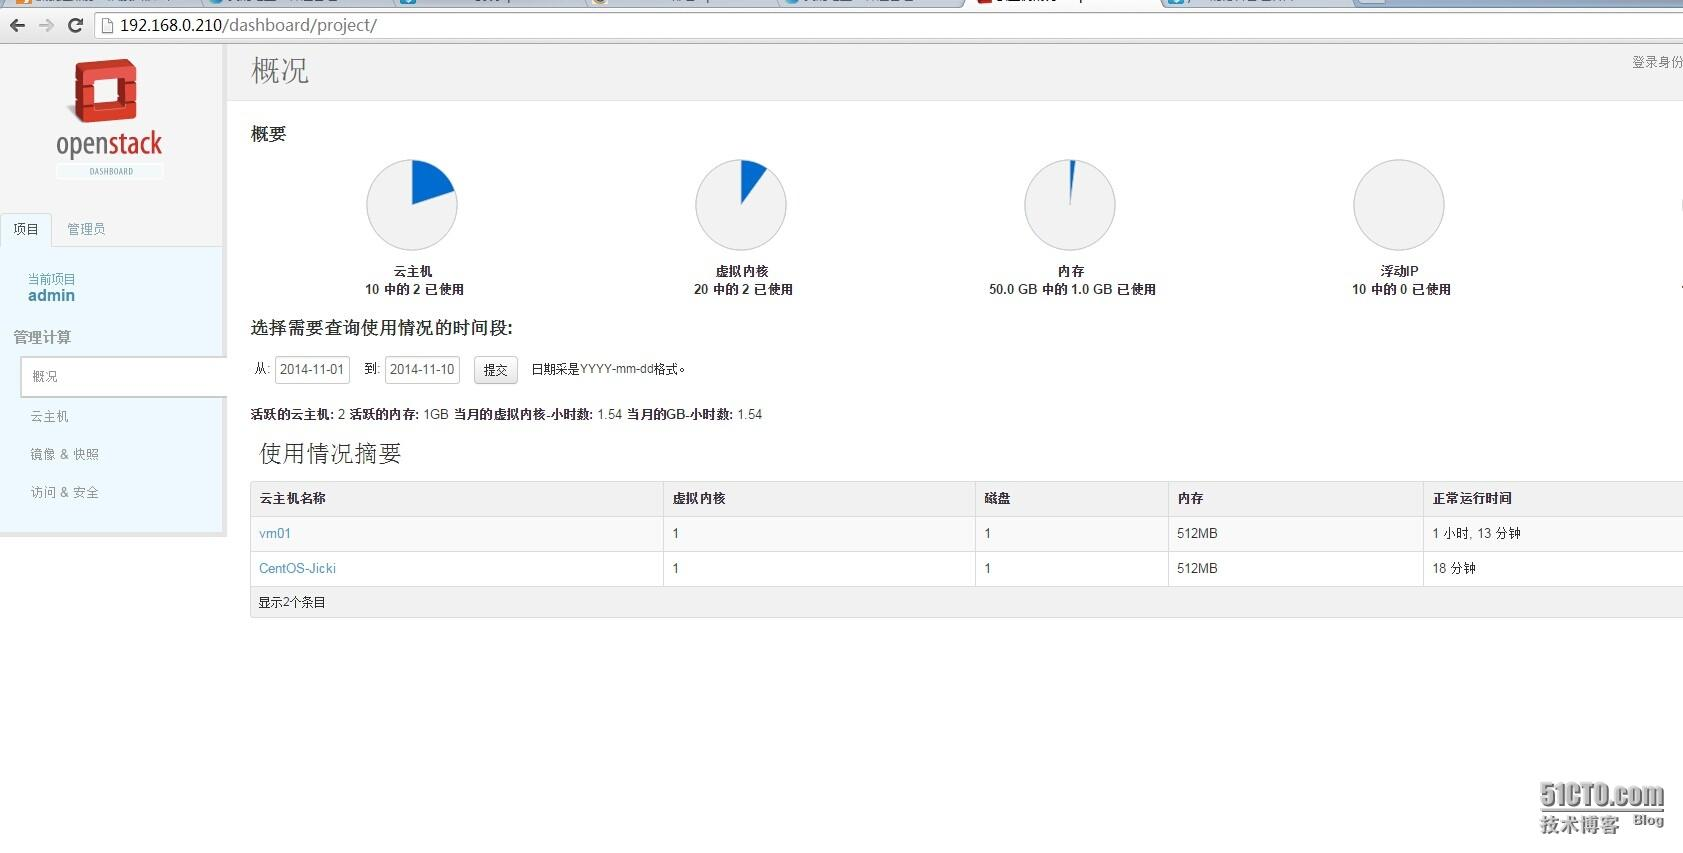 192.168.0.210/dashboard/project/
openstack
DASHBOARD
项目 管理员
当前项目
admin
管理计算
概况
云主机
镜像 & 快照
访问 & 安全
概况
登录身份
概要
云主机
10 中的 2 已使用
虚拟内核
20 中的 2 已使用
内存
50.0 GB 中的 1.0 GB 已使用
浮动IP
10 中的 0 已使用
选择需要查询使用情况的时间段:
从: 2014-11-01 到: 2014-11-10 提交 日期采是YYYY-mm-dd格式。
活跃的云主机: 2 活跃的内存: 1GB 当月的虚拟内核-小时数: 1.54 当月的GB-小时数: 1.54
使用情况摘要
云主机名称 虚拟内核 磁盘 内存 正常运行时间
vm01 1 1 512MB 1 小时, 13 分钟
CentOS-Jicki 1 1 512MB 18 分钟
显示2个条目
51CTO.com
技术博客 Blog